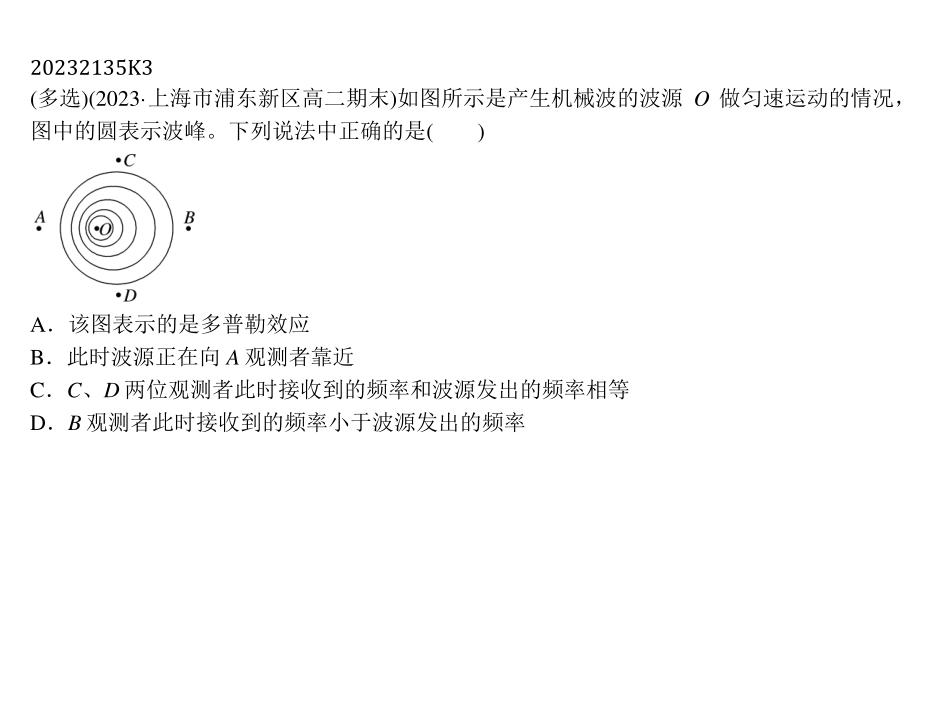 20232135K3
(多选)(2023·上海市浦东新区高二期末)如图所示是产生机械波的波源 O 做匀速运动的情况，
图中的圆表示波峰。下列说法中正确的是(　　)
C
A
B
O
D
A．该图表示的是多普勒效应
B．此时波源正在向 A 观测者靠近
C．C、D 两位观测者此时接收到的频率和波源发出的频率相等
D．B 观测者此时接收到的频率小于波源发出的频率